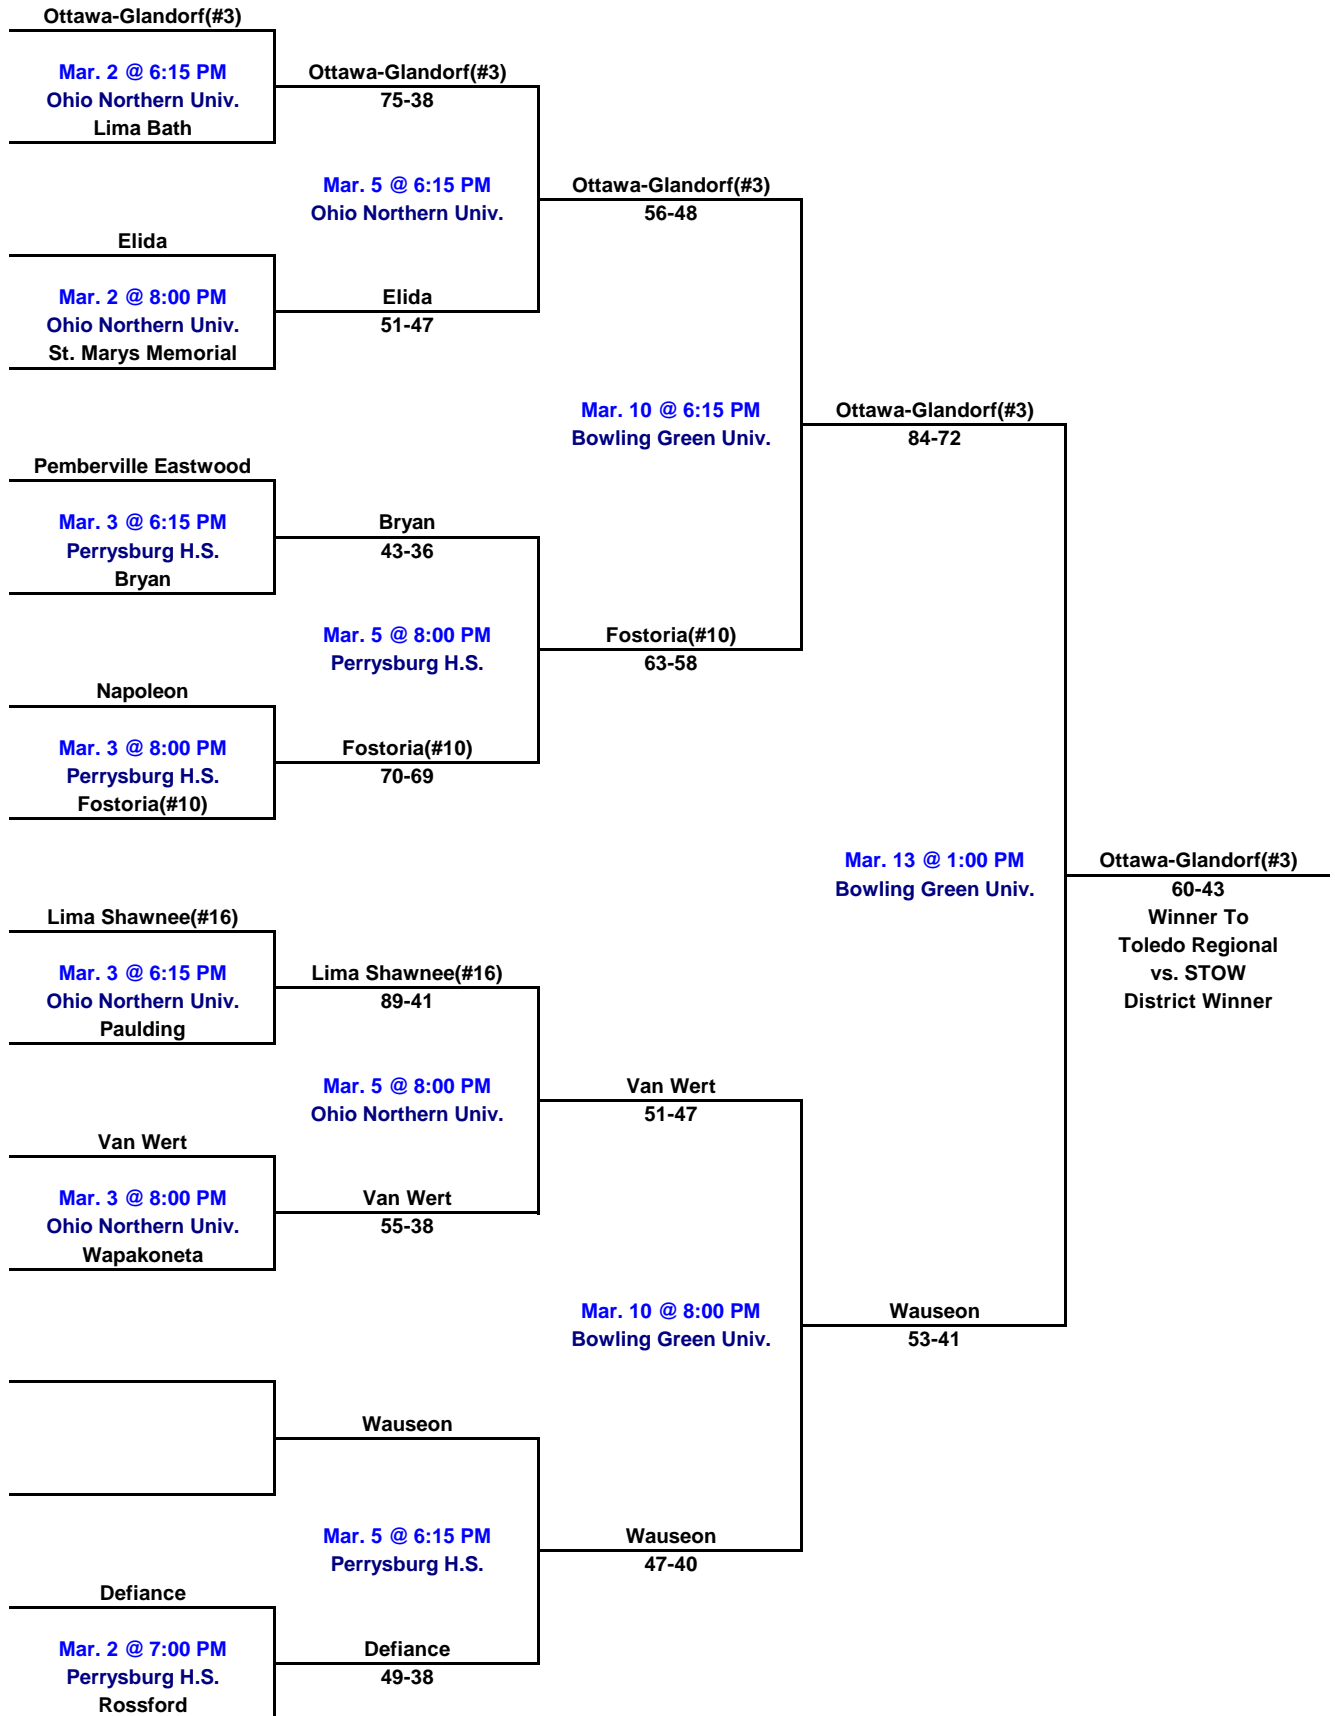 Ottawa-Glandorf(#3)
Mar. 2 @ 6:15 PM
Ohio Northern Univ.
Lima Bath
Elida
Mar. 2 @ 8:00 PM
Ohio Northern Univ.
St. Marys Memorial
Pemberville Eastwood
Mar. 3 @ 6:15 PM
Perrysburg H.S.
Bryan
Napoleon
Mar. 3 @ 8:00 PM
Perrysburg H.S.
Fostoria(#10)
Lima Shawnee(#16)
Mar. 3 @ 6:15 PM
Ohio Northern Univ.
Paulding
Van Wert
Mar. 3 @ 8:00 PM
Ohio Northern Univ.
Wapakoneta
Defiance
Mar. 2 @ 7:00 PM
Perrysburg H.S.
Rossford
Ottawa-Glandorf(#3)
75-38
Mar. 5 @ 6:15 PM
Ohio Northern Univ.
Elida
51-47
Bryan
43-36
Mar. 5 @ 8:00 PM
Perrysburg H.S.
Fostoria(#10)
70-69
Lima Shawnee(#16)
89-41
Mar. 5 @ 8:00 PM
Ohio Northern Univ.
Van Wert
55-38
Wauseon
Mar. 5 @ 6:15 PM
Perrysburg H.S.
Defiance
49-38
Ottawa-Glandorf(#3)
56-48
Mar. 10 @ 6:15 PM
Bowling Green Univ.
Fostoria(#10)
63-58
Van Wert
51-47
Mar. 10 @ 8:00 PM
Bowling Green Univ.
Wauseon
47-40
Ottawa-Glandorf(#3)
84-72
Mar. 13 @ 1:00 PM
Bowling Green Univ.
Wauseon
53-41
Ottawa-Glandorf(#3)
60-43
Winner To
Toledo Regional
vs. STOW
District Winner